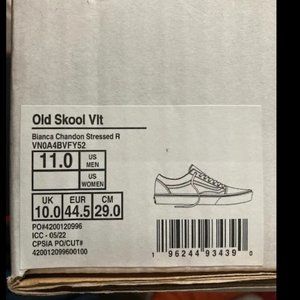 Old Skool Vlt
Bianca Chandon Stressed R
VN0A4BVFY52
11.0 US MEN
US WOMEN
UK EUR CM
10.0 44.5 29.0
PO#4200120996
ICC - 05/22
CPSIA PO/CUT#
420012099600100
1 96244 93439 0